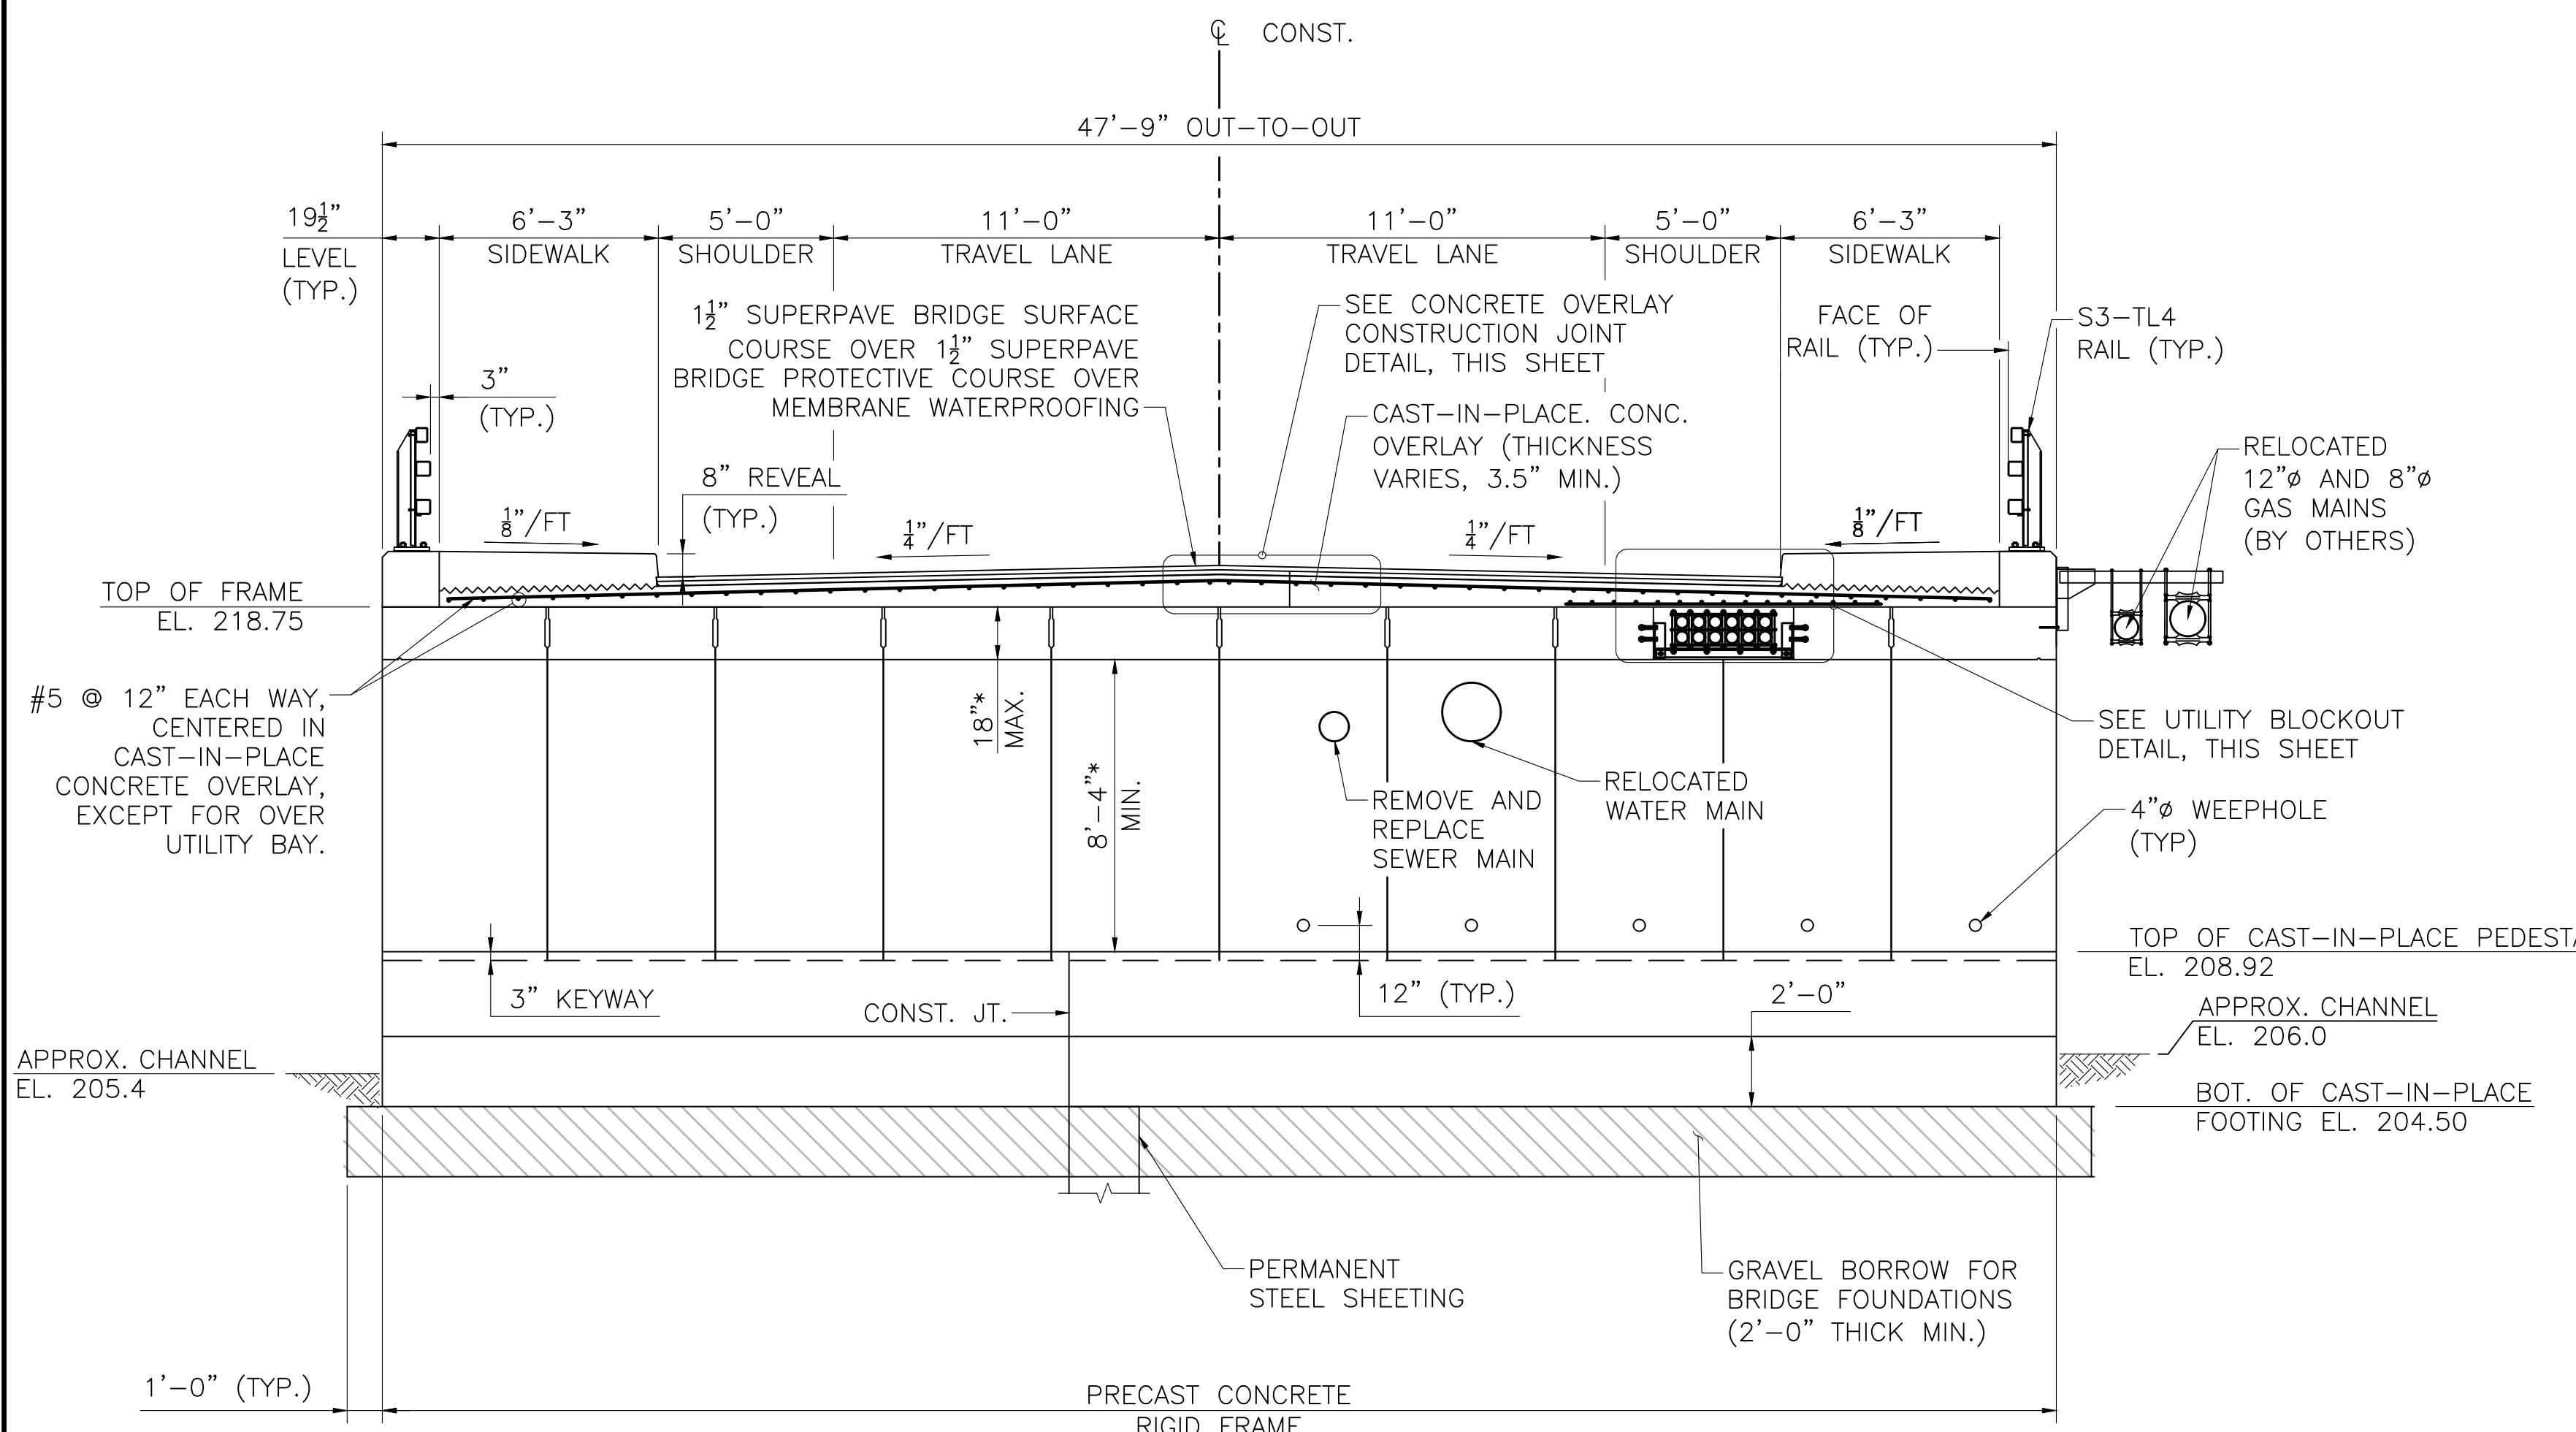 ℄ CONST.
47'-9" OUT-TO-OUT
19½"
LEVEL
(TYP.)
6'-3"
SIDEWALK
5'-0"
SHOULDER
11'-0"
TRAVEL LANE
11'-0"
TRAVEL LANE
5'-0"
SHOULDER
6'-3"
SIDEWALK
1½" SUPERPAVE BRIDGE SURFACE
COURSE OVER 1½" SUPERPAVE
BRIDGE PROTECTIVE COURSE OVER
MEMBRANE WATERPROOFING
SEE CONCRETE OVERLAY
CONSTRUCTION JOINT
DETAIL, THIS SHEET
FACE OF
RAIL (TYP.)
S3-TL4
RAIL (TYP.)
3"
(TYP.)
CAST-IN-PLACE. CONC.
OVERLAY (THICKNESS
VARIES, 3.5" MIN.)
8" REVEAL
(TYP.)
RELOCATED
12"ø AND 8"ø
GAS MAINS
(BY OTHERS)
⅛"/FT
¼"/FT
¼"/FT
⅛"/FT
TOP OF FRAME
EL. 218.75
#5 @ 12" EACH WAY,
CENTERED IN
CAST-IN-PLACE
CONCRETE OVERLAY,
EXCEPT FOR OVER
UTILITY BAY.
18"*
MAX.
8'-4"*
MIN.
REMOVE AND
REPLACE
SEWER MAIN
RELOCATED
WATER MAIN
SEE UTILITY BLOCKOUT
DETAIL, THIS SHEET
4"ø WEEPHOLE
(TYP)
TOP OF CAST-IN-PLACE PEDESTA
EL. 208.92
3" KEYWAY
CONST. JT.
12" (TYP.)
2'-0"
APPROX. CHANNEL
EL. 206.0
APPROX. CHANNEL
EL. 205.4
BOT. OF CAST-IN-PLACE
FOOTING EL. 204.50
PERMANENT
STEEL SHEETING
GRAVEL BORROW FOR
BRIDGE FOUNDATIONS
(2'-0" THICK MIN.)
1'-0" (TYP.)
PRECAST CONCRETE
RIGID FRAME